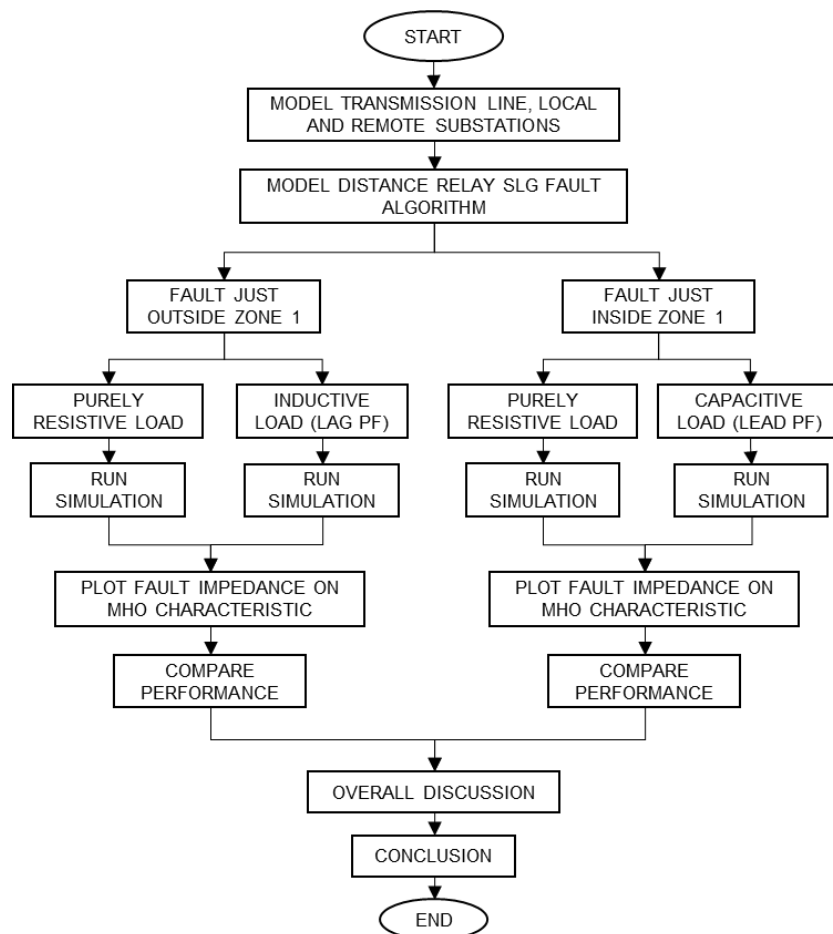 START
MODEL TRANSMISSION LINE, LOCAL
AND REMOTE SUBSTATIONS
MODEL DISTANCE RELAY SLG FAULT
ALGORITHM
FAULT JUST
OUTSIDE ZONE 1
FAULT JUST
INSIDE ZONE 1
PURELY
RESISTIVE LOAD
INDUCTIVE
LOAD (LAG PF)
PURELY
RESISTIVE LOAD
CAPACITIVE
LOAD (LEAD PF)
RUN
SIMULATION
RUN
SIMULATION
RUN
SIMULATION
RUN
SIMULATION
PLOT FAULT IMPEDANCE ON
MHO CHARACTERISTIC
PLOT FAULT IMPEDANCE ON
MHO CHARACTERISTIC
COMPARE
PERFORMANCE
COMPARE
PERFORMANCE
OVERALL DISCUSSION
CONCLUSION
END